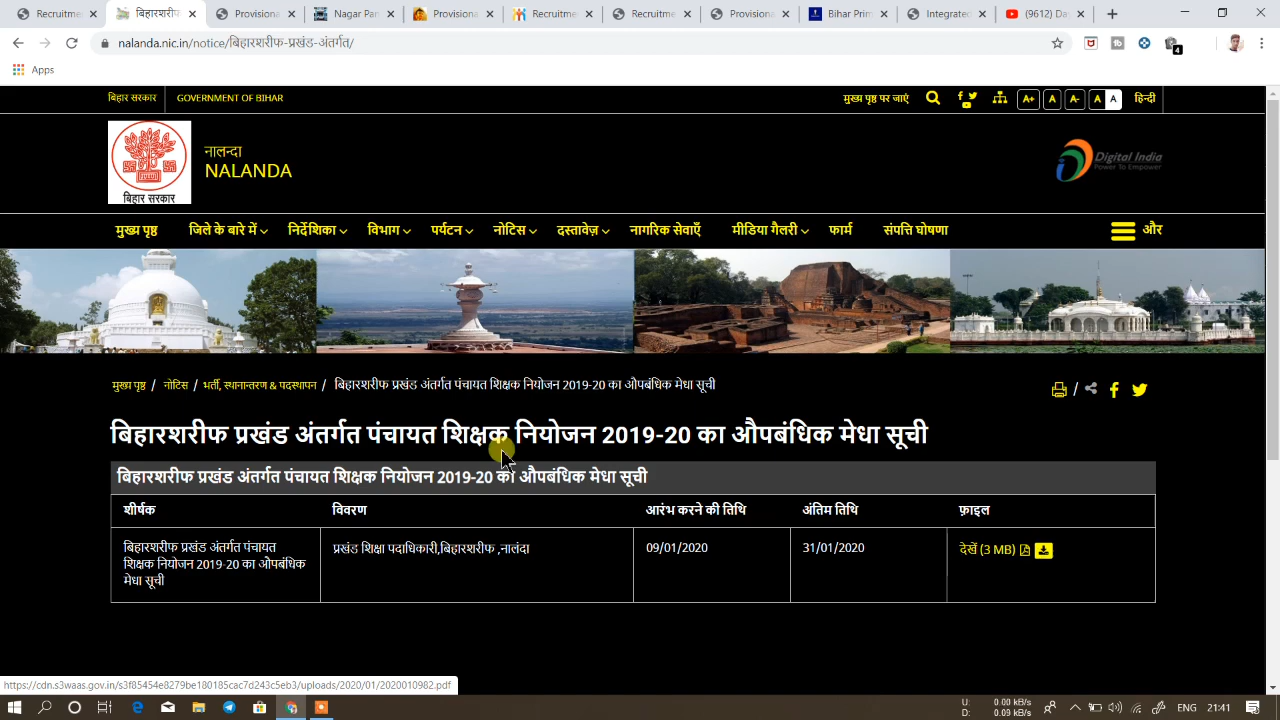 Recruitme
बिहारशरीफ
Provisiona
Nagar Pan
Provisiona
Recruitme
Recruitme
Provisiona
Bihar Prim
Integrated
(9612) Da
nalanda.nic.in/notice/बिहारशरीफ-प्रखंड-अंतर्गत/
4
Apps
बिहार सरकार
GOVERNMENT OF BIHAR
मुख्य पृष्ठ पर जाएं
A+ A A- A A
हिन्दी
बिहार सरकार
नालन्दा
NALANDA
Digital India
Power To Empower
मुख्य पृष्ठ जिले के बारे में निर्देशिका विभाग पर्यटन नोटिस दस्तावेज़ नागरिक सेवाएँ मीडिया गैलरी फार्म संपत्ति घोषणा और
मुख्य पृष्ठ / नोटिस / भर्ती, स्थानान्तरण & पदस्थापन / बिहारशरीफ प्रखंड अंतर्गत पंचायत शिक्षक नियोजन 2019-20 का औपबंधिक मेधा सूची
बिहारशरीफ प्रखंड अंतर्गत पंचायत शिक्षक नियोजन 2019-20 का औपबंधिक मेधा सूची
बिहारशरीफ प्रखंड अंतर्गत पंचायत शिक्षक नियोजन 2019-20 का औपबंधिक मेधा सूची
शीर्षक विवरण आरंभ करने की तिथि अंतिम तिथि फ़ाइल
बिहारशरीफ प्रखंड अंतर्गत पंचायत
शिक्षक नियोजन 2019-20 का औपबंधिक
मेधा सूची
प्रखंड शिक्षा पदाधिकारी,बिहारशरीफ ,नालंदा
09/01/2020
31/01/2020
देखें (3 MB)
https://cdn.s3waas.gov.in/s3f85454e8279be180185cac7d243c5eb3/uploads/2020/01/2020010982.pdf
U: 0.00 kB/s
D: 0.09 kB/s
ENG 21:41